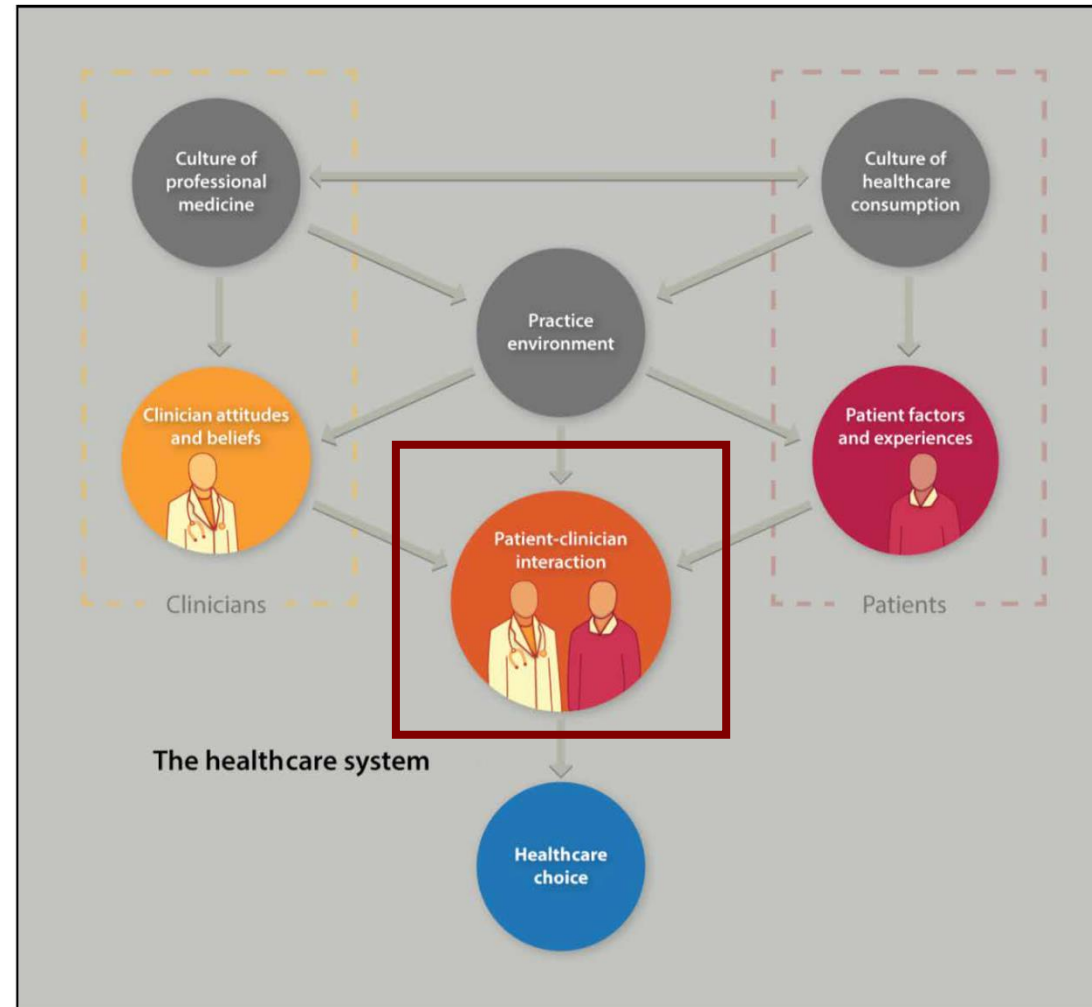 Culture of
professional
medicine
Culture of
healthcare
consumption
Practice
environment
Clinician attitudes
and beliefs
Patient factors
and experiences
Patient-clinician
interaction
Clinicians
Patients
The healthcare system
Healthcare
choice